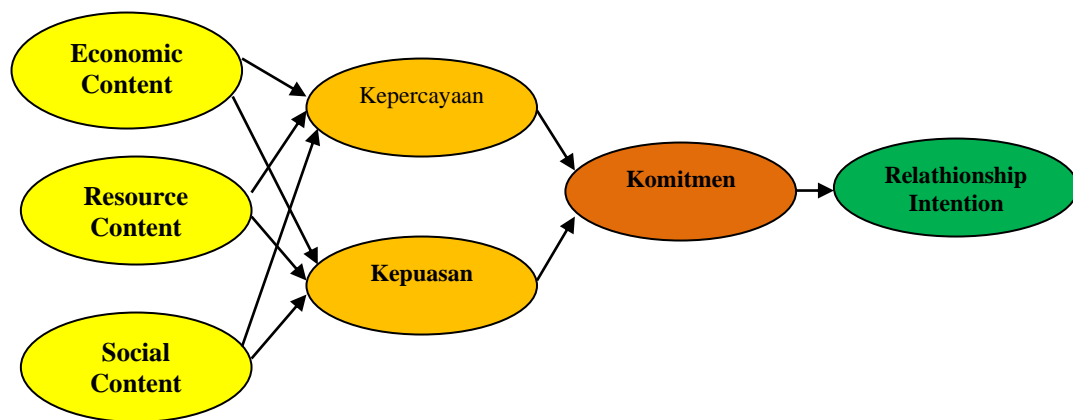 Economic
Content
Kepercayaan
Resource
Content
Komitmen
Relathionship
Intention
Kepuasan
Social
Content